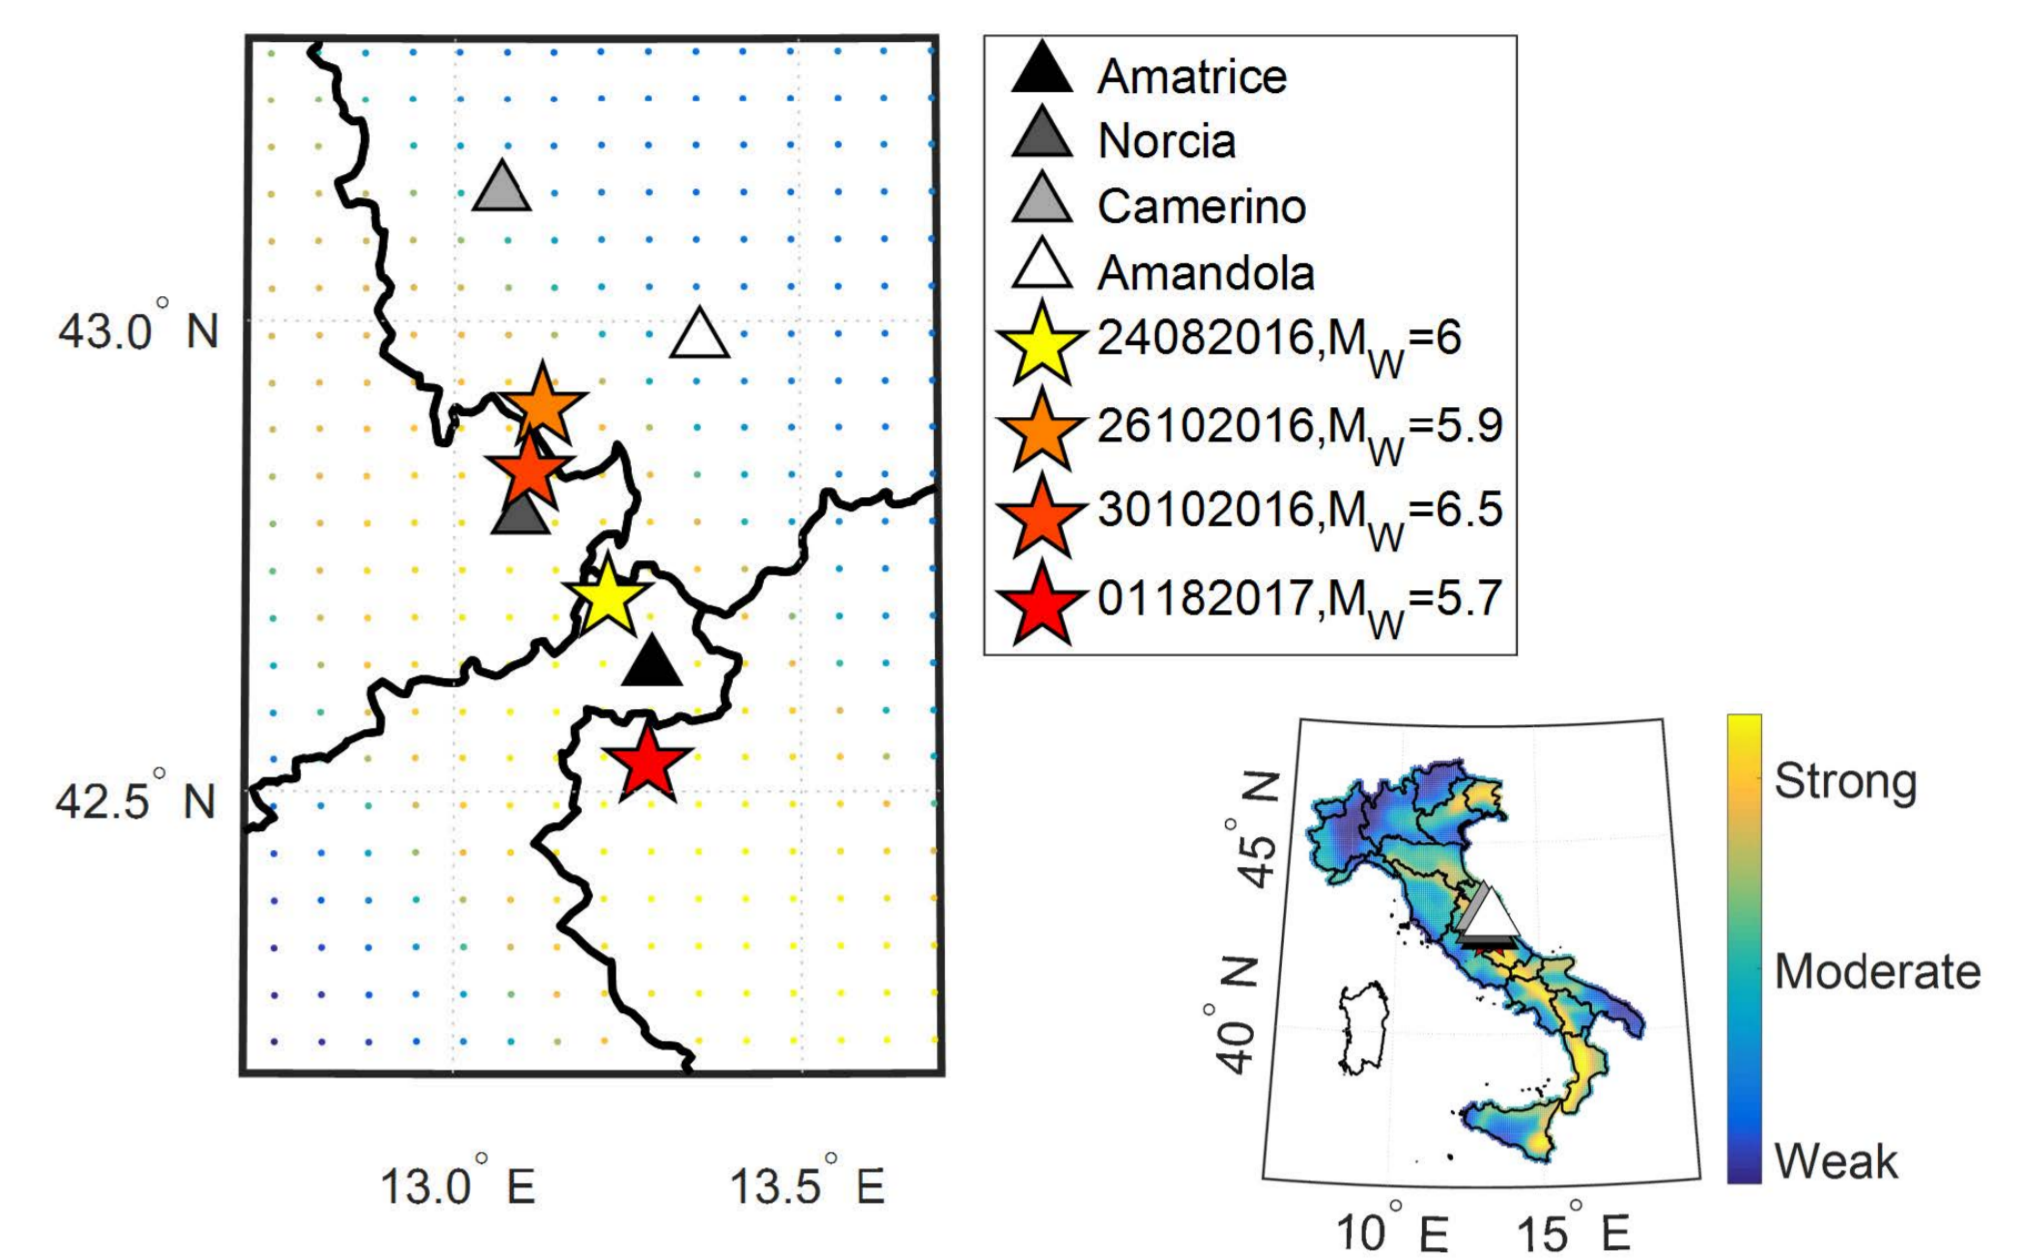 Amatrice
Norcia
Camerino
Amandola
24082016,MW=6
26102016,MW=5.9
30102016,MW=6.5
01182017,MW=5.7
43.0° N
42.5° N
13.0° E
13.5° E
45° N
40° N
10° E
15° E
Strong
Moderate
Weak